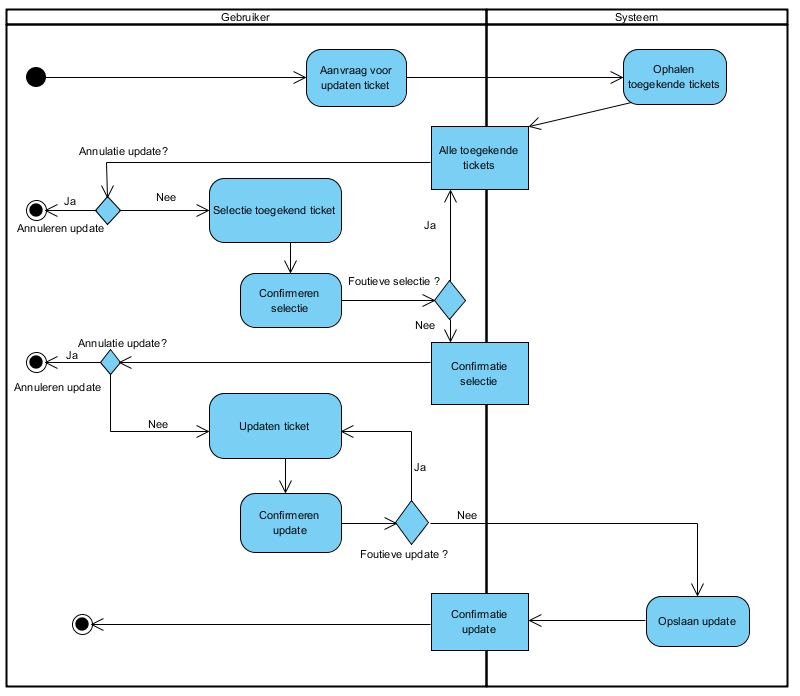 Gebruiker
Systeem
Aanvraag voor
updaten ticket
Ophalen
toegekende tickets
Alle toegekende
tickets
Annulatie update?
Ja
Nee
Annuleren update
Selectie toegekend ticket
Ja
Confirmeren
selectie
Foutieve selectie ?
Nee
Annulatie update?
Ja
Annuleren update
Confirmatie
selectie
Nee
Updaten ticket
Ja
Confirmeren
update
Nee
Foutieve update ?
Confirmatie
update
Opslaan update